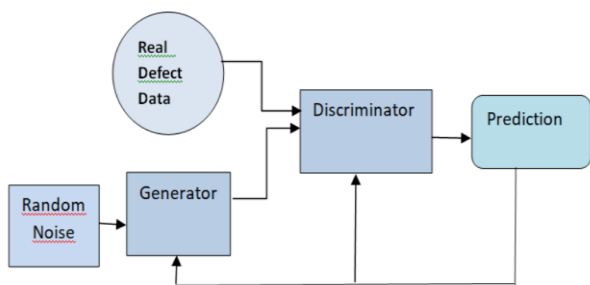 Real
Defect
Data
Discriminator
Prediction
Generator
Random
Noise